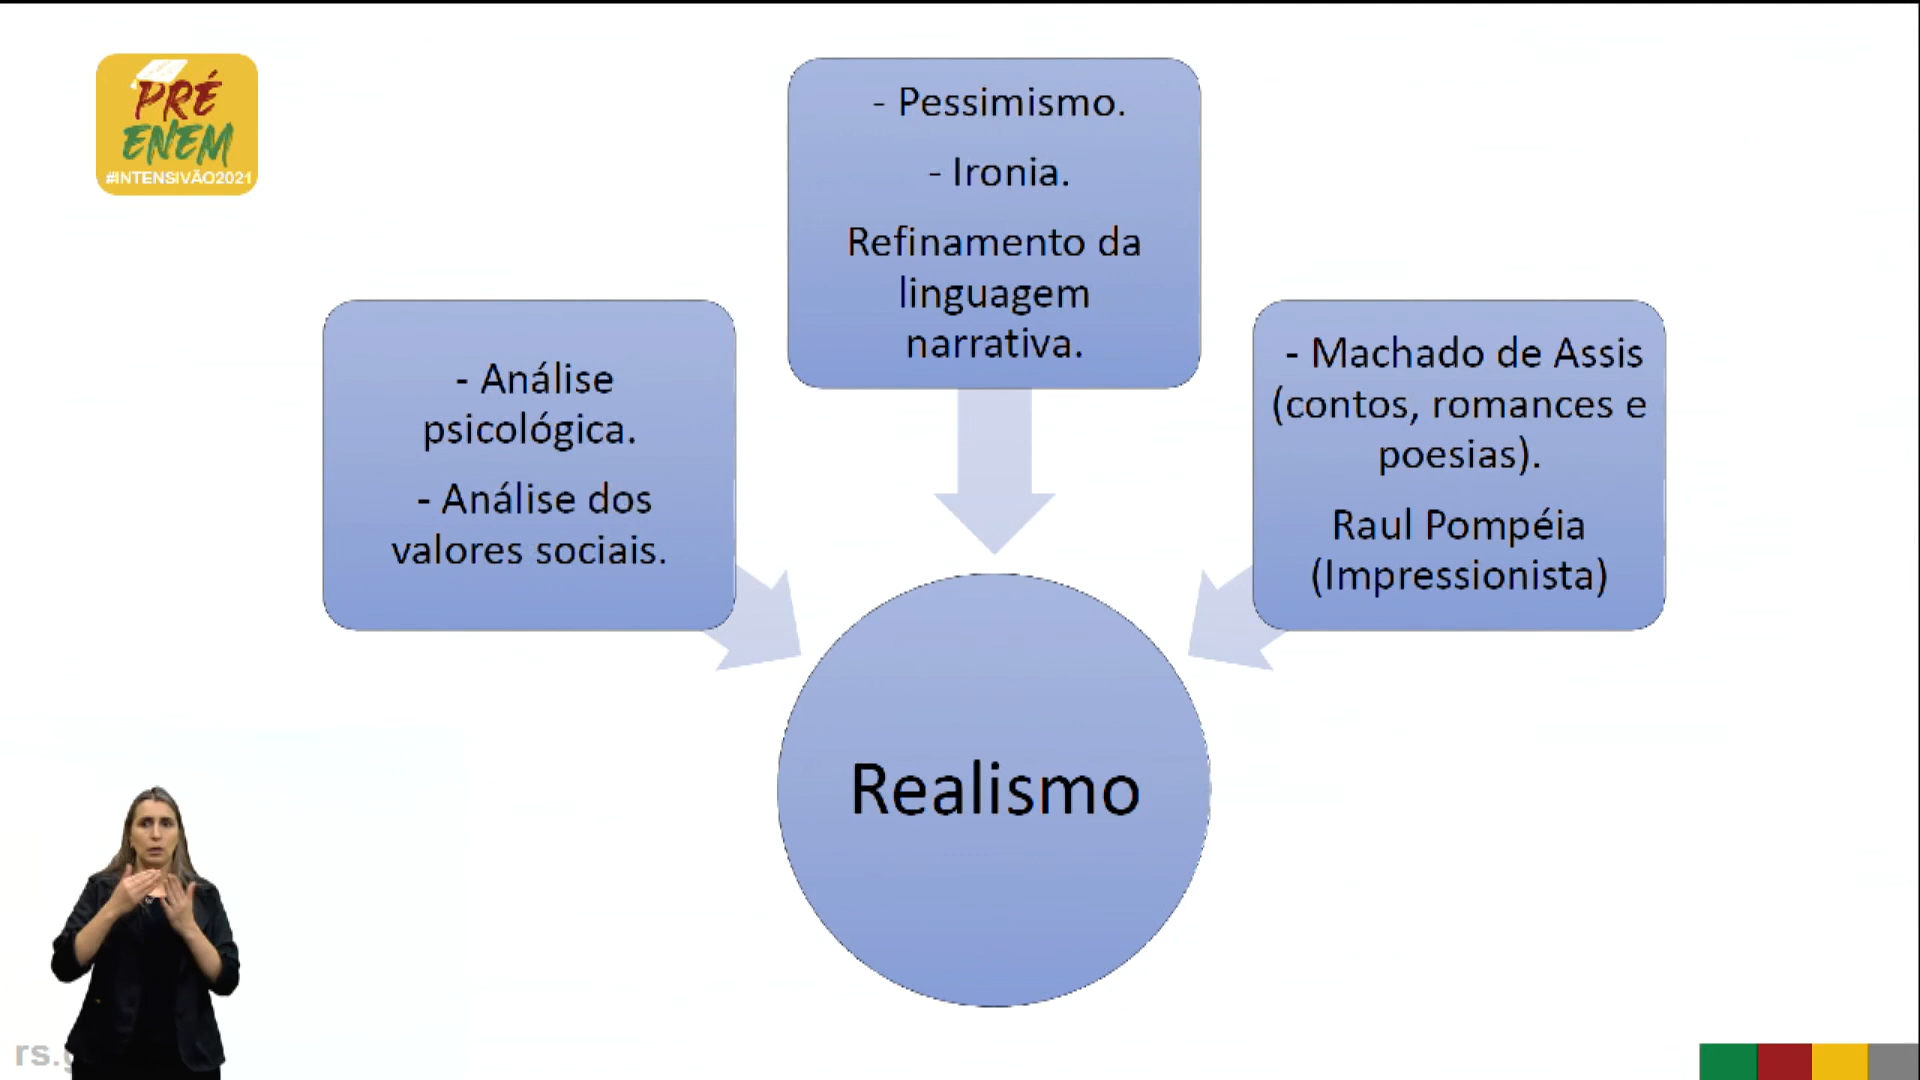 PRÉ
ENEM
#INTENSIVÃO2021
- Pessimismo.
- Ironia.
Refinamento da
linguagem
narrativa.
- Análise
psicológica.
- Análise dos
valores sociais.
- Machado de Assis
(contos, romances e
poesias).
Raul Pompéia
(Impressionista)
Realismo
rs.